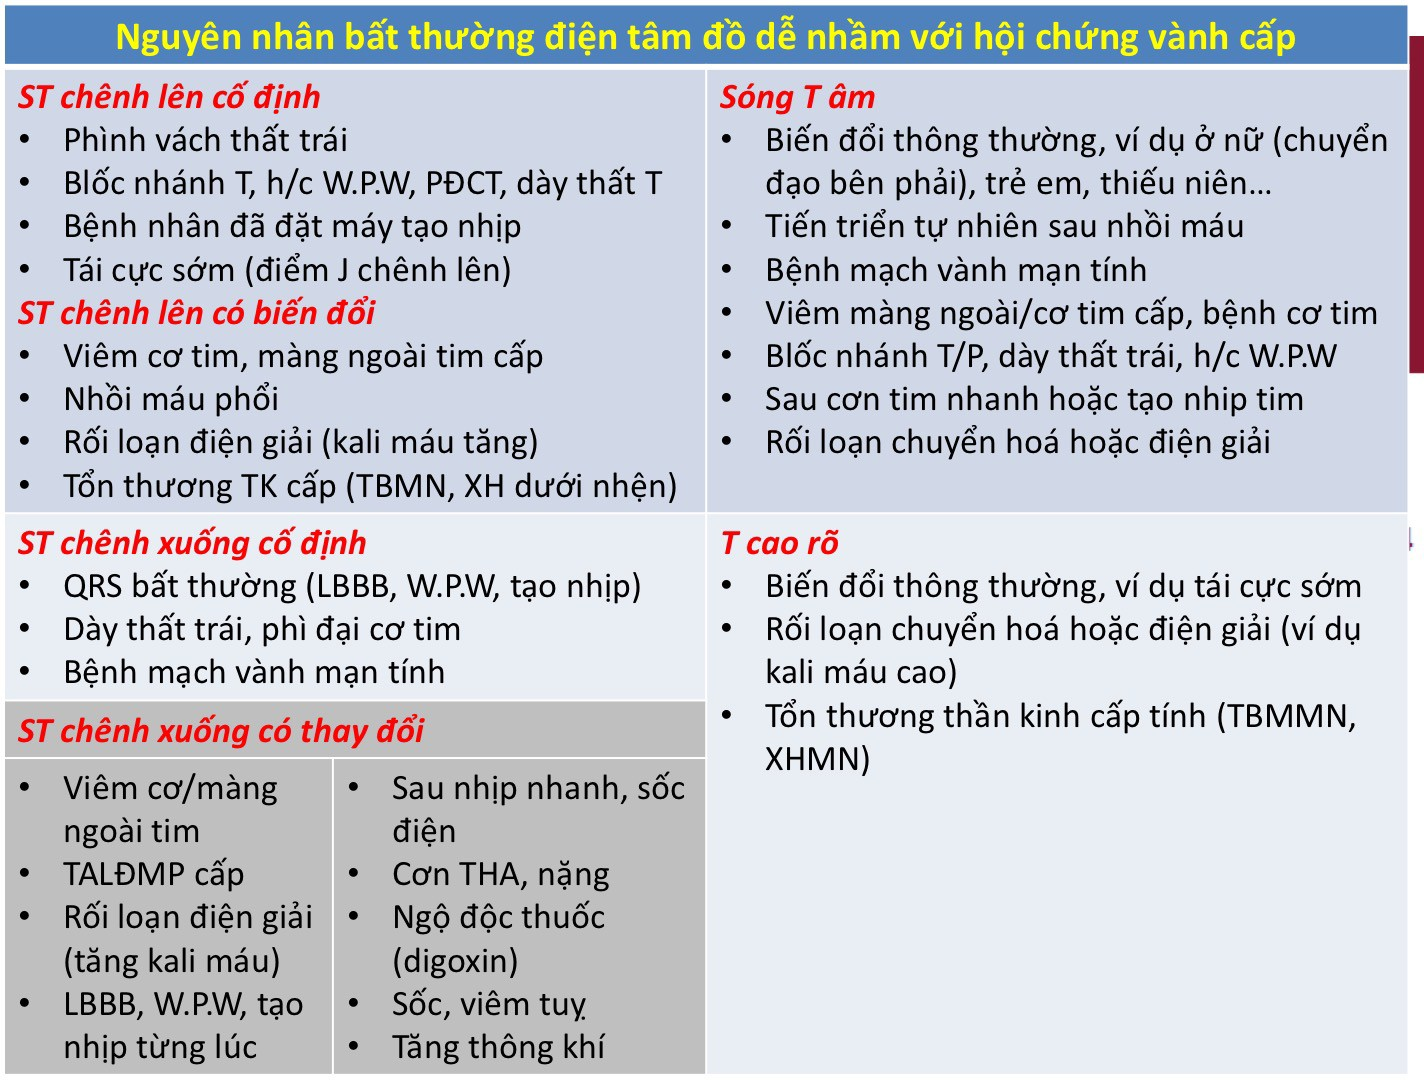 Nguyên nhân bất thường điện tâm đồ dễ nhầm với hội chứng vành cấp
ST chênh lên cố định
• Phình vách thất trái
• Blốc nhánh T, h/c W.P.W, PĐCT, dày thất T
• Bệnh nhân đã đặt máy tạo nhịp
• Tái cực sớm (điểm J chênh lên)
ST chênh lên có biến đổi
• Viêm cơ tim, màng ngoài tim cấp
• Nhồi máu phổi
• Rối loạn điện giải (kali máu tăng)
• Tổn thương TK cấp (TBMN, XH dưới nhện)
Sóng T âm
• Biến đổi thông thường, ví dụ ở nữ (chuyển
đạo bên phải), trẻ em, thiếu niên...
• Tiến triển tự nhiên sau nhồi máu
• Bệnh mạch vành mạn tính
• Viêm màng ngoài/cơ tim cấp, bệnh cơ tim
• Blốc nhánh T/P, dày thất trái, h/c W.P.W
• Sau cơn tim nhanh hoặc tạo nhip tim
• Rối loạn chuyển hoá hoặc điện giải
ST chênh xuống cố định
• QRS bất thường (LBBB, W.P.W, tạo nhịp)
• Dày thất trái, phì đại cơ tim
• Bệnh mạch vành mạn tính
ST chênh xuống có thay đổi
• Viêm cơ/màng
ngoài tim
• TALĐMP cấp
• Rối loạn điện giải
(tăng kali máu)
• LBBB, W.P.W, tạo
nhịp từng lúc
• Sau nhịp nhanh, sốc
điện
• Cơn THA, nặng
• Ngộ độc thuốc
(digoxin)
• Sốc, viêm tuỵ
• Tăng thông khí
T cao rõ
• Biến đổi thông thường, ví dụ tái cực sớm
• Rối loạn chuyển hoá hoặc điện giải (ví dụ
kali máu cao)
• Tổn thương thần kinh cấp tính (TBMMN,
XHMN)